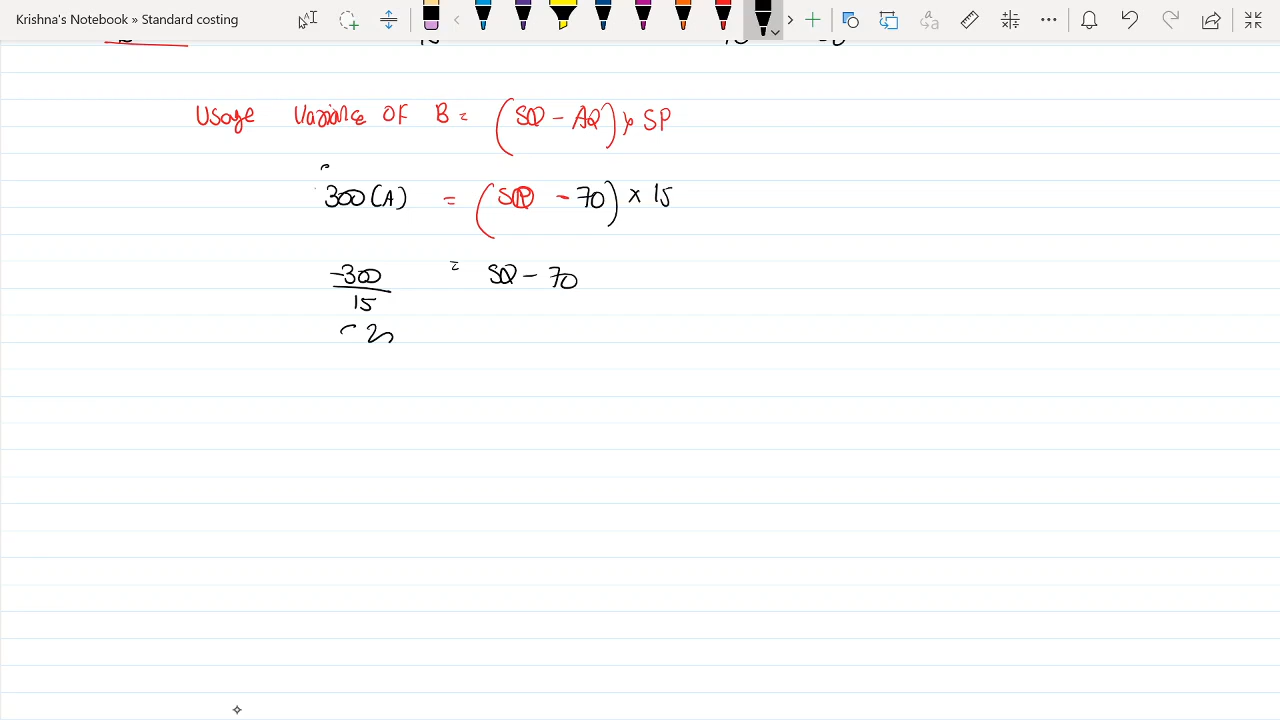 Krishna's Notebook » Standard costing
Usage Variance OF B = (SQ - AQ) x SP
300(A) = (SQ - 70) x 15
-300 = SQ - 70
15
- 20